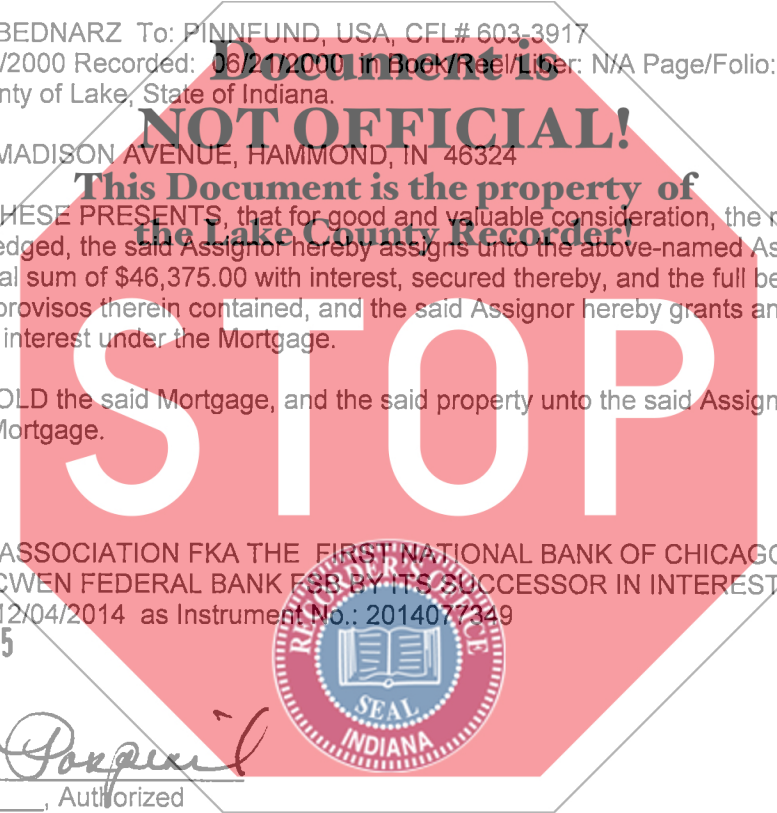 BEDNARZ To: PINNFUND, USA, CFL# 603-3917
/2000 Recorded: 06/21/2000 in Book/Reel/Liber: N/A Page/Folio:
nty of Lake, State of Indiana.
MADISON AVENUE, HAMMOND, IN 46324
HESE PRESENTS, that for good and valuable consideration, the r
edged, the said Assignor hereby assigns unto the above-named As
al sum of $46,375.00 with interest, secured thereby, and the full be
provisos therein contained, and the said Assignor hereby grants an
interest under the Mortgage.
OLD the said Mortgage, and the said property unto the said Assign
Mortgage.
ASSOCIATION FKA THE FIRST NATIONAL BANK OF CHICAGO
CWEN FEDERAL BANK FSB BY ITS SUCCESSOR IN INTEREST
12/04/2014 as Instrument No.: 2014077349
5
, Authorized
Document is
NOT OFFICIAL!
This Document is the property of
the Lake County Recorder!
STOP
RECORDER'S OFFICE
SEAL
INDIANA